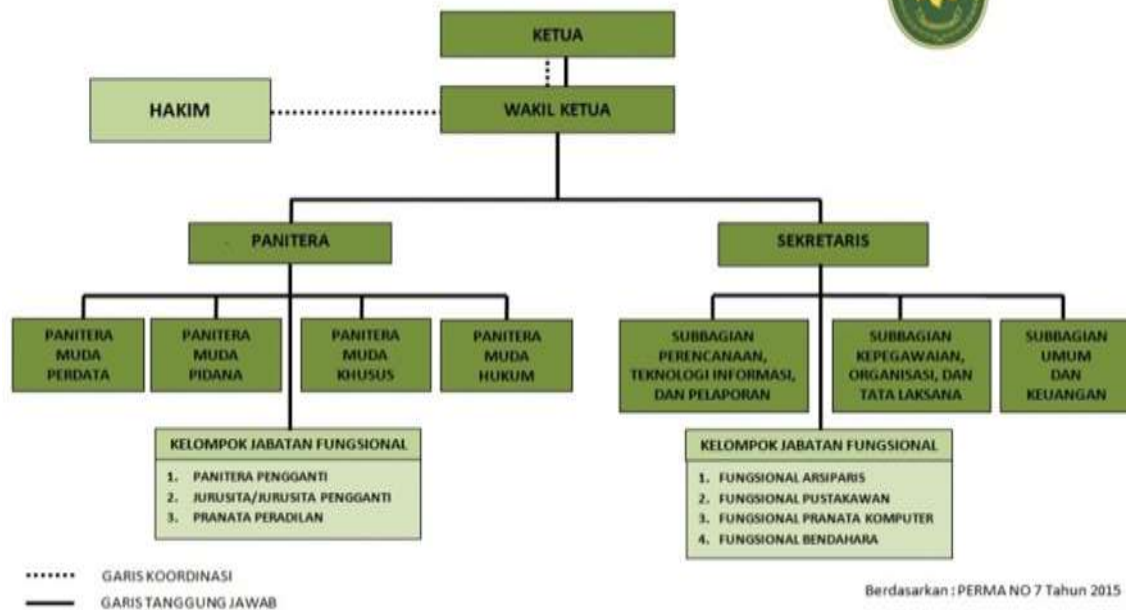 KETUA
HAKIM
WAKIL KETUA
PANITERA
SEKRETARIS
PANITERA
MUDA
PERDATA
PANITERA
MUDA
PIDANA
PANITERA
MUDA
KHUSUS
PANITERA
MUDA
HUKUM
SUBBAGIAN
PERENCANAAN,
TEKNOLOGI INFORMASI,
DAN PELAPORAN
SUBBAGIAN
KEPEGAWAIAN,
ORGANISASI, DAN
TATA LAKSANA
SUBBAGIAN
UMUM
DAN
KEUANGAN
KELOMPOK JABATAN FUNGSIONAL
1. PANITERA PENGGANTI
2. JURUSITA/JURUSITA PENGGANTI
3. PRANATA PERADILAN
KELOMPOK JABATAN FUNGSIONAL
1. FUNGSIONAL ARSIPARIS
2. FUNGSIONAL PUSTAKAWAN
3. FUNGSIONAL PRANATA KOMPUTER
4. FUNGSIONAL BENDAHARA
GARIS KOORDINASI
GARIS TANGGUNG JAWAB
Berdasarkan : PERMA NO 7 Tahun 2015